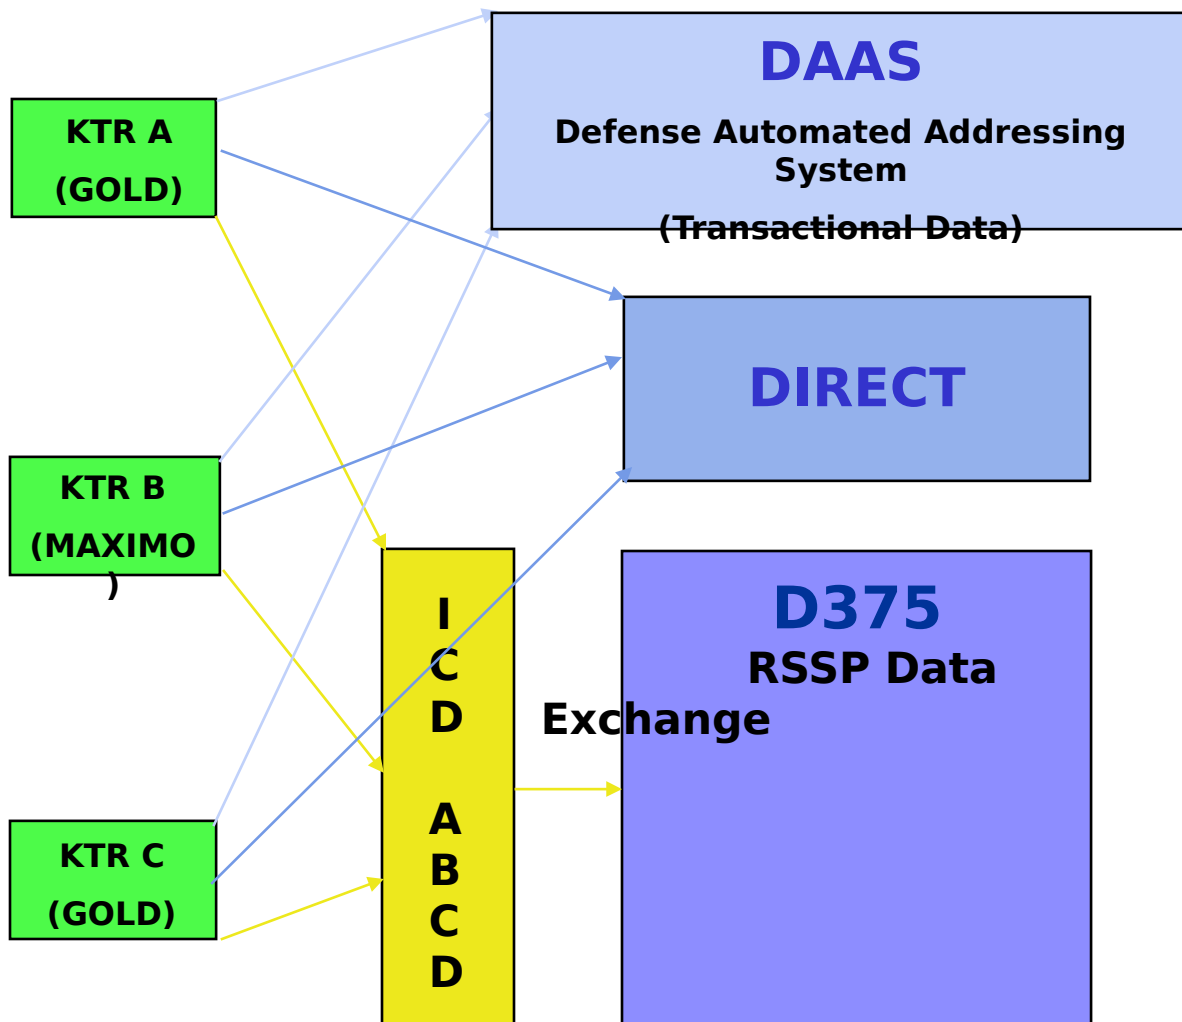 DAAS
Defense Automated Addressing
System
(Transactional Data)
KTR A
(GOLD)
DIRECT
KTR B
(MAXIMO
)
I
C
D
A
B
C
D
D375
RSSP Data
Exchange
KTR C
(GOLD)